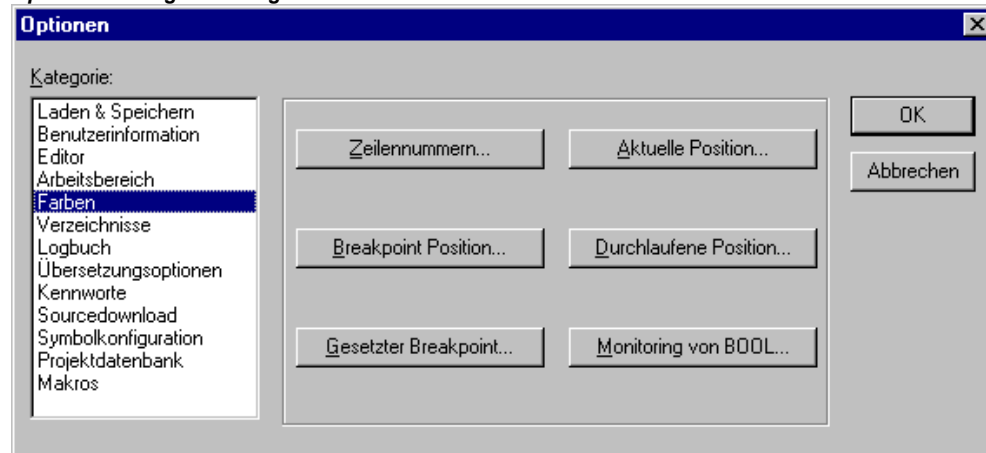 Optionen
Kategorie:
Laden & Speichern
Benutzerinformation
Editor
Arbeitsbereich
Farben
Verzeichnisse
Logbuch
Übersetzungsoptionen
Kennworte
Sourcedownload
Symbolkonfiguration
Projektdatenbank
Makros
Zeilennummern...
Aktuelle Position...
Breakpoint Position...
Durchlaufene Position...
Gesetzter Breakpoint...
Monitoring von BOOL...
OK
Abbrechen